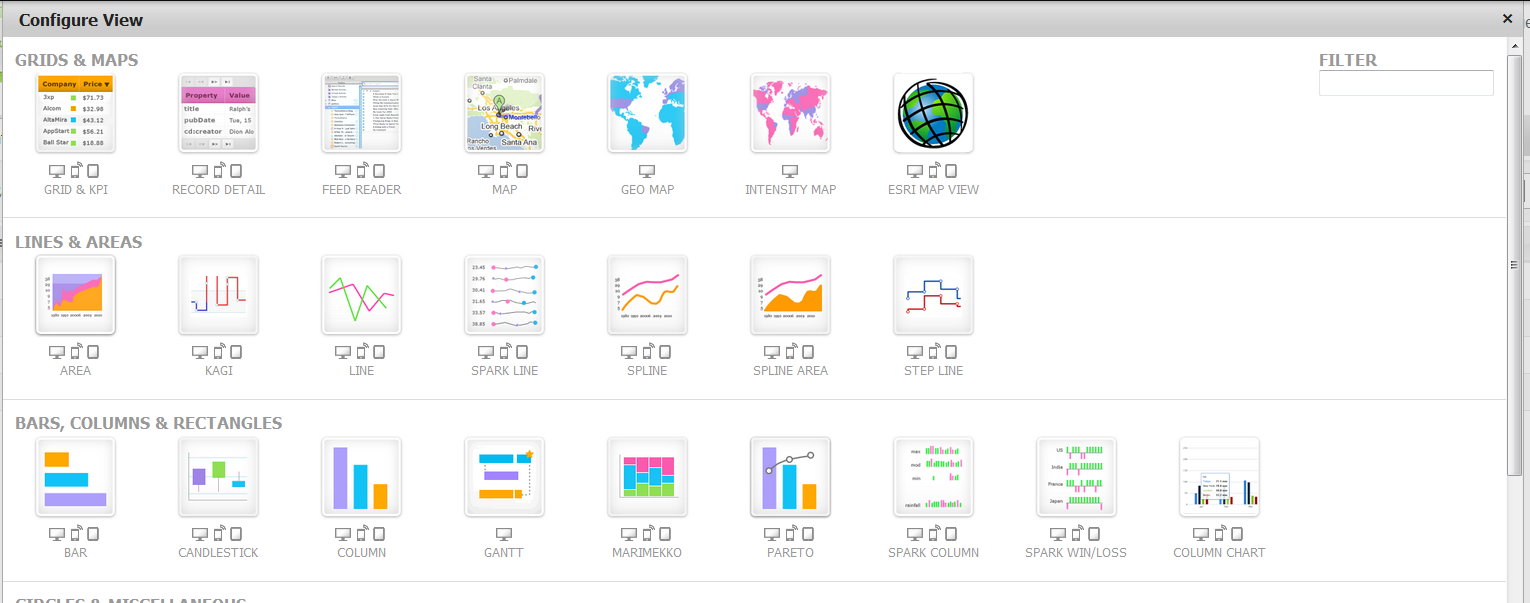 Configure View
GRIDS & MAPS
FILTER
Company Price ▼
3xp $71.73
Alcom $32.98
AltaMira $43.12
AppStart $56.21
Ball Star $18.88
Property Value
title Ralph's
pubDate Tue, 15
cd:creator Dion Alo
Santa Clarita
Palmdale
A
Los Angeles
Montebello
Long Beach
Rancho
Santa Ana
GRID & KPI
RECORD DETAIL
FEED READER
MAP
GEO MAP
INTENSITY MAP
ESRI MAP VIEW
LINES & AREAS
23.45
29.76
30.41
31.65
33.57
39.85
AREA
KAGI
LINE
SPARK LINE
SPLINE
SPLINE AREA
STEP LINE
BARS, COLUMNS & RECTANGLES
max
mod
min
rainfall
US
India
France
Japan
BAR
CANDLESTICK
COLUMN
GANTT
MARIMEKKO
PARETO
SPARK COLUMN
SPARK WIN/LOSS
COLUMN CHART
CIRCLES & MISCELLANEOUS